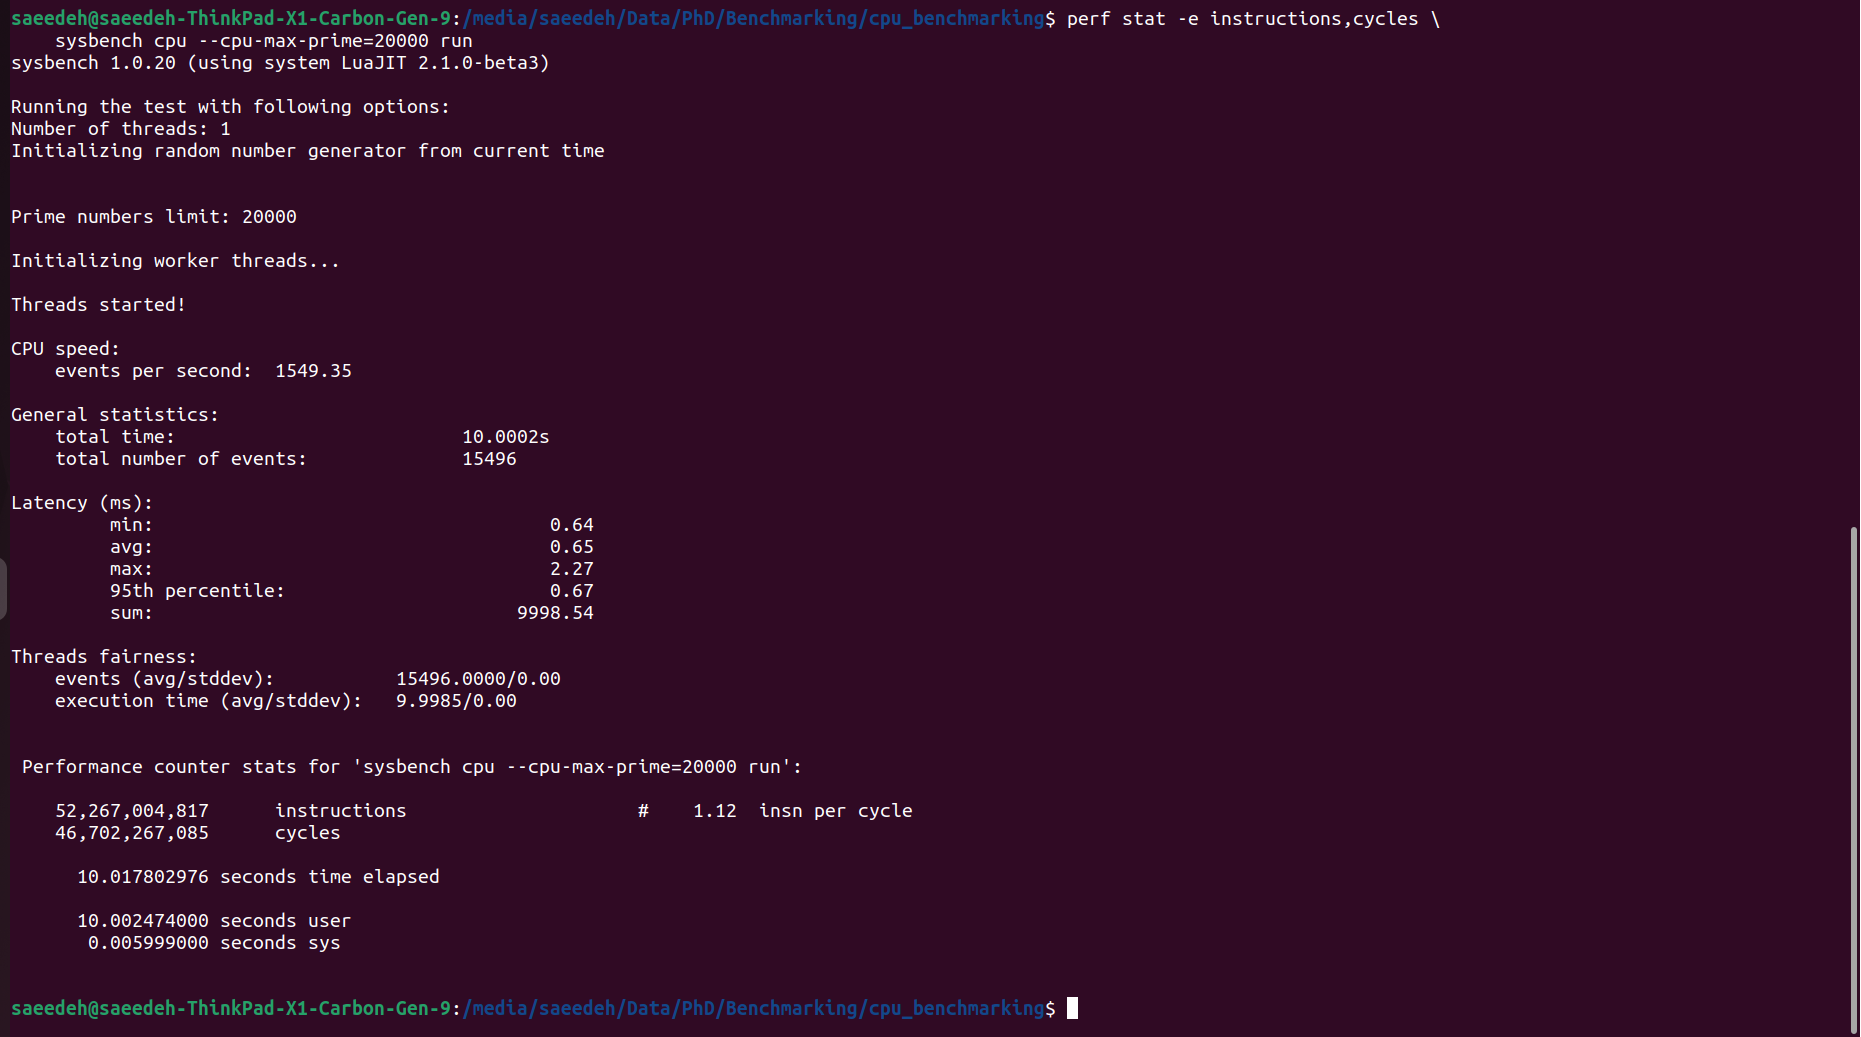 saeedeh@saeedeh-ThinkPad-X1-Carbon-Gen-9:/media/saeedeh/Data/PhD/Benchmarking/cpu_benchmarking$ perf stat -e instructions,cycles \
    sysbench cpu --cpu-max-prime=20000 run
sysbench 1.0.20 (using system LuaJIT 2.1.0-beta3)
Running the test with following options:
Number of threads: 1
Initializing random number generator from current time
Prime numbers limit: 20000
Initializing worker threads...
Threads started!
CPU speed:
    events per second:  1549.35
General statistics:
    total time:                          10.0002s
    total number of events:              15496
Latency (ms):
         min:                                    0.64
         avg:                                    0.65
         max:                                    2.27
         95th percentile:                        0.67
         sum:                                 9998.54
Threads fairness:
    events (avg/stddev):           15496.0000/0.00
    execution time (avg/stddev):   9.9985/0.00
 Performance counter stats for 'sysbench cpu --cpu-max-prime=20000 run':
    52,267,004,817      instructions                     #    1.12  insn per cycle
    46,702,267,085      cycles
      10.017802976 seconds time elapsed
      10.002474000 seconds user
       0.005999000 seconds sys
saeedeh@saeedeh-ThinkPad-X1-Carbon-Gen-9:/media/saeedeh/Data/PhD/Benchmarking/cpu_benchmarking$